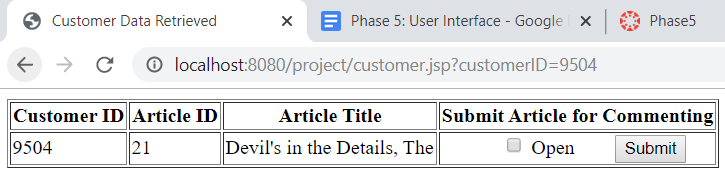 Customer Data Retrieved
Phase 5: User Interface - Google
Phase5
localhost:8080/project/customer.jsp?customerID=9504
Customer ID Article ID Article Title Submit Article for Commenting
9504 21 Devil's in the Details, The Open Submit